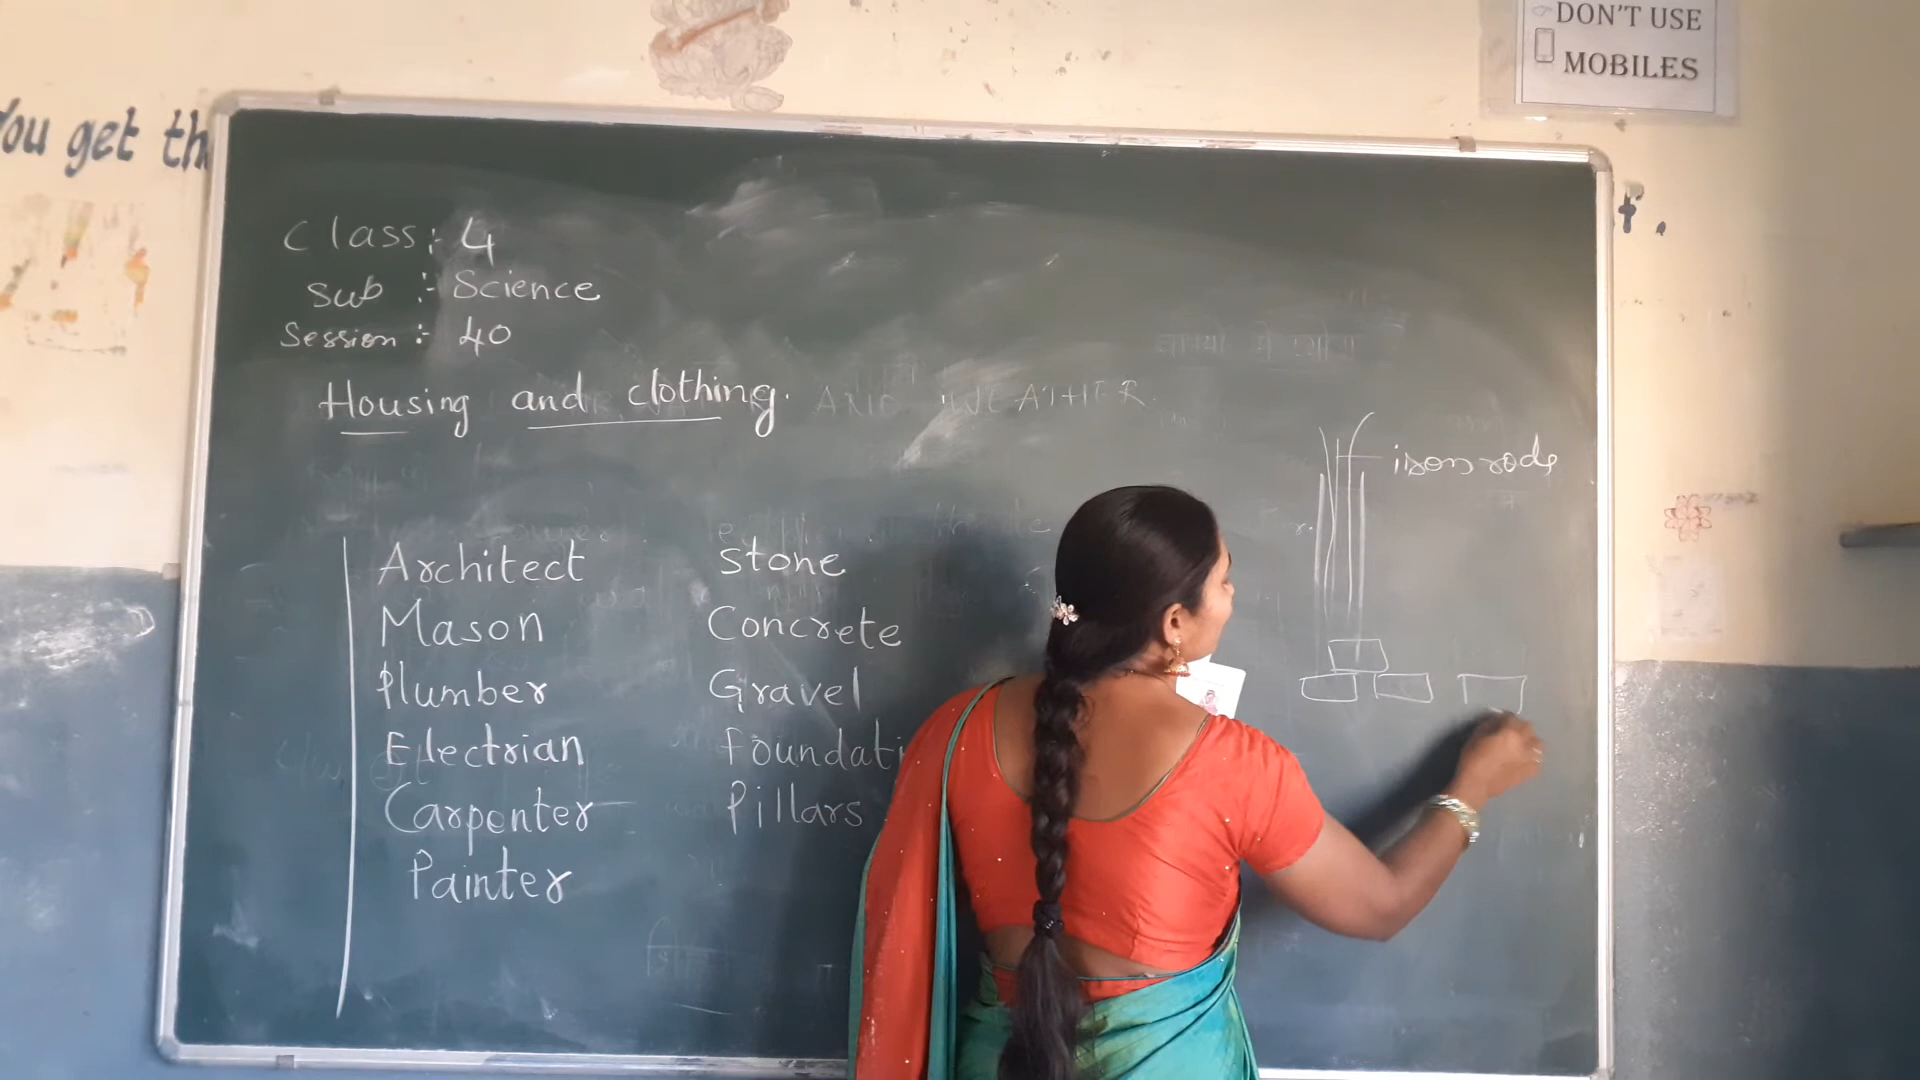 DON'T USE
MOBILES
You get th
t.
Class:- 4
Sub :- Science
Session:- 40
Housing and clothing. AND WEATHER.
iron rods
Architect stone
Mason Concrete
Plumber Gravel
Electrian Foundati
Carpenter Pillars
Painter